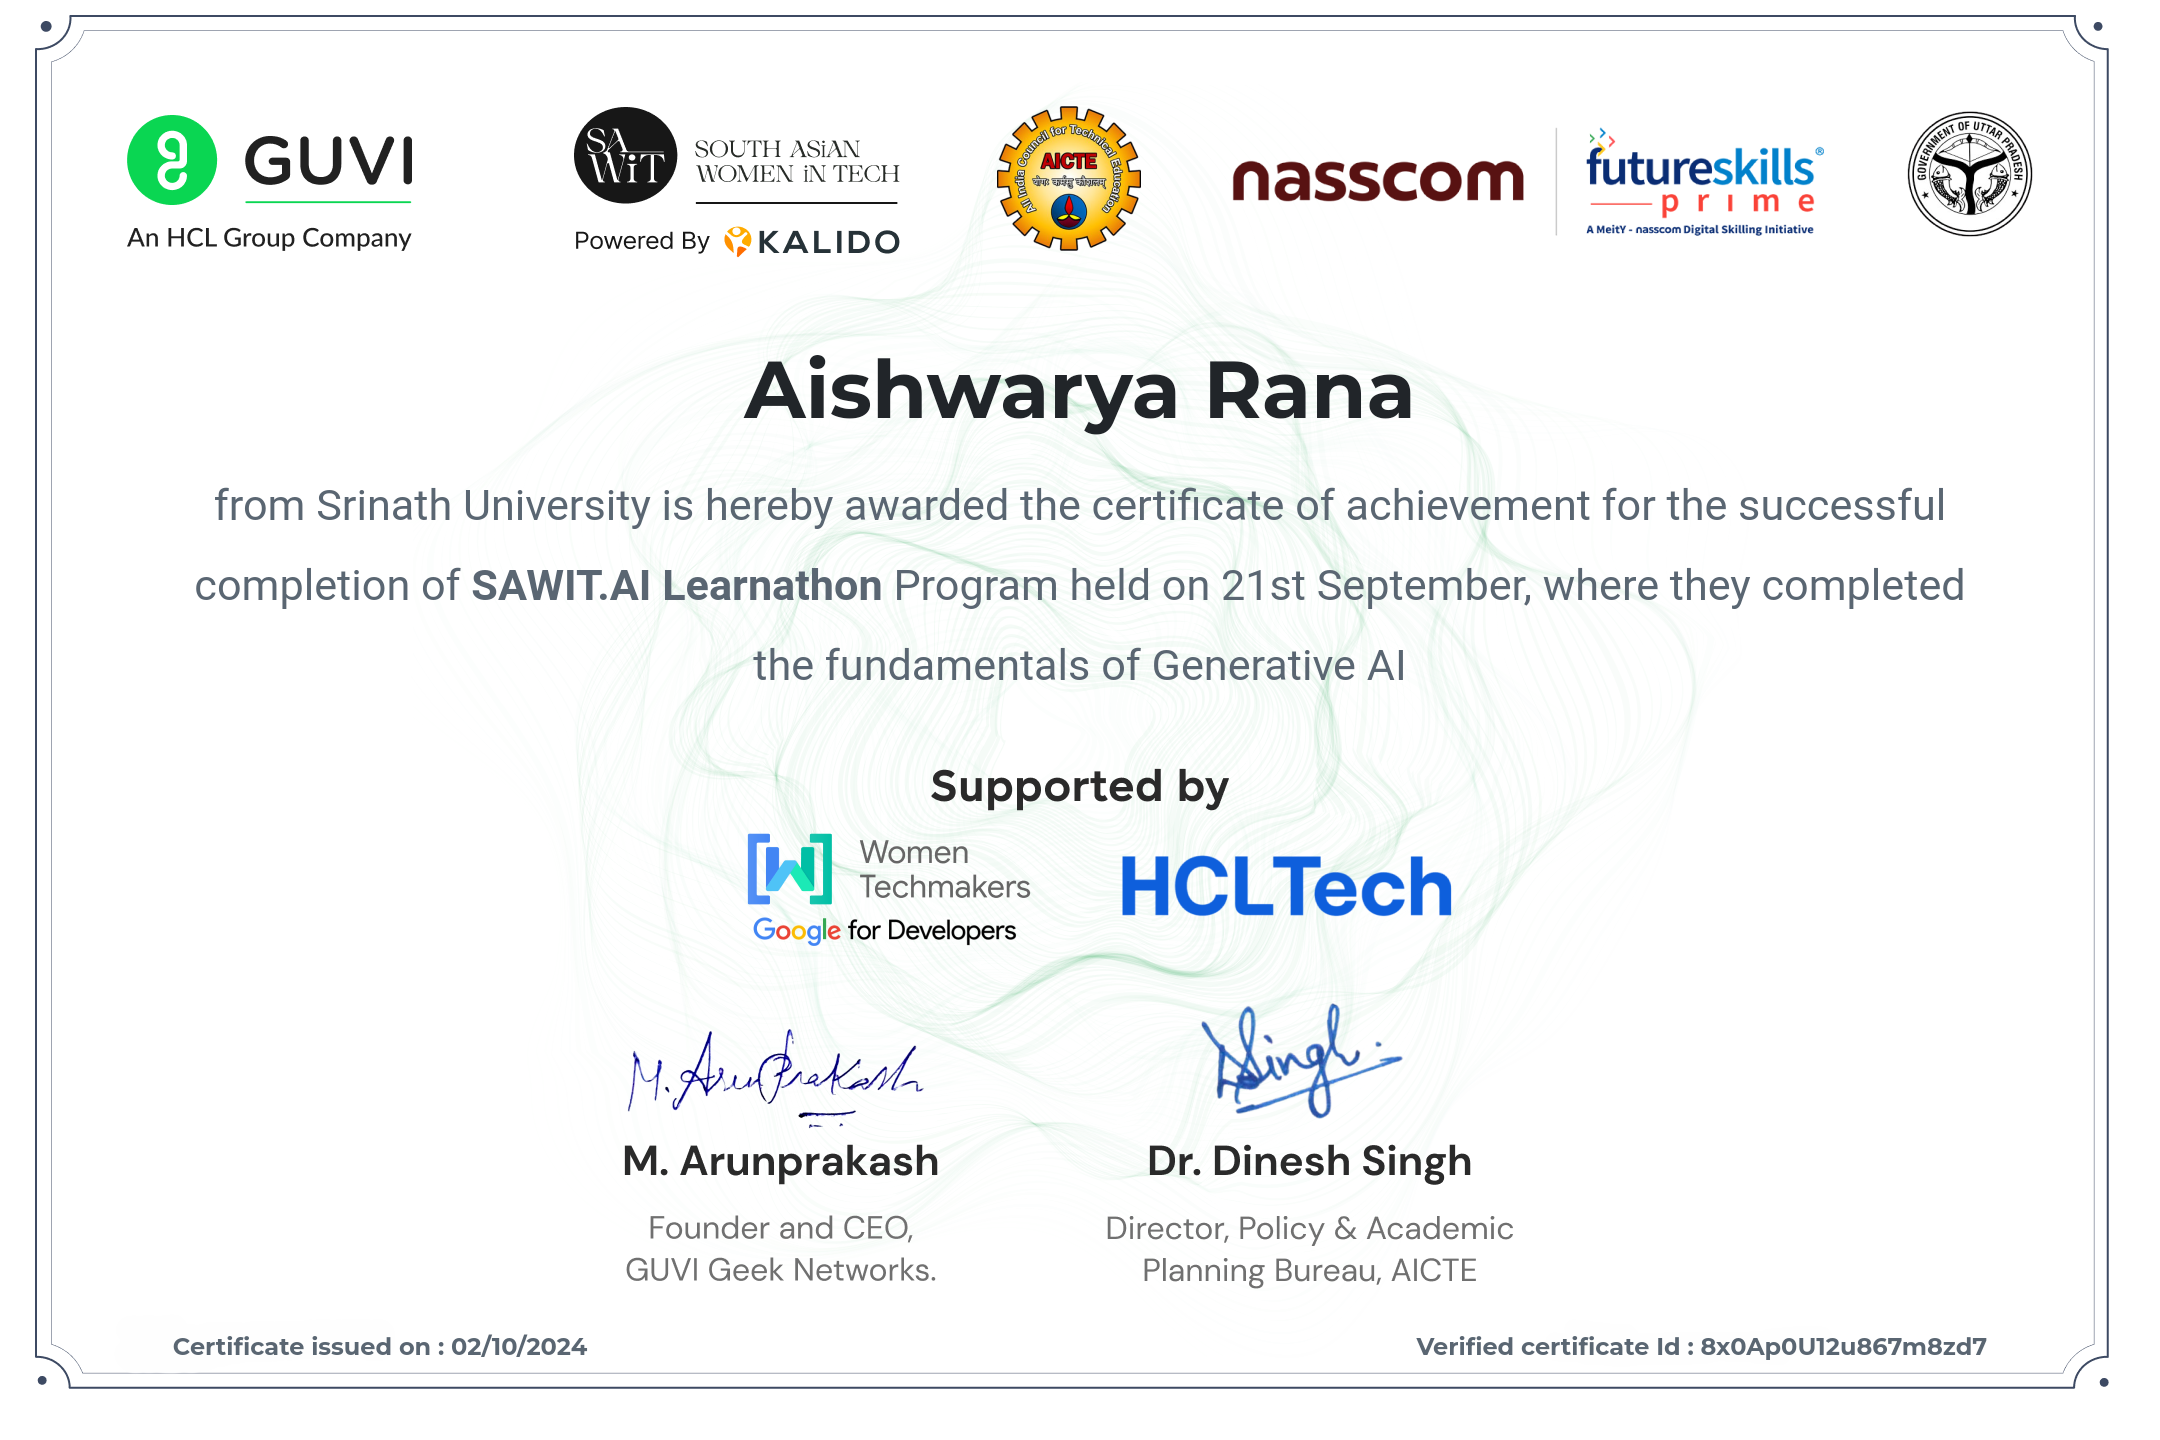 GUVI
An HCL Group Company
SAWiT
SOUTH ASiAN
WOMEN iN TECH
Powered By KALIDO
All India Council for Technical Education
AICTE
योगः कर्मसु कौशलम्
nasscom
futureskills®
prime
A MeitY - nasscom Digital Skilling Initiative
GOVERNMENT OF UTTAR PRADESH
Aishwarya Rana
from Srinath University is hereby awarded the certificate of achievement for the successful
completion of SAWIT.AI Learnathon Program held on 21st September, where they completed
the fundamentals of Generative AI
Supported by
Women
Techmakers
Google for Developers
HCLTech
M. ArunPrakash
DSingh
M. Arunprakash
Dr. Dinesh Singh
Founder and CEO,
GUVI Geek Networks.
Director, Policy & Academic
Planning Bureau, AICTE
Certificate issued on : 02/10/2024
Verified certificate Id : 8x0Ap0U12u867m8zd7